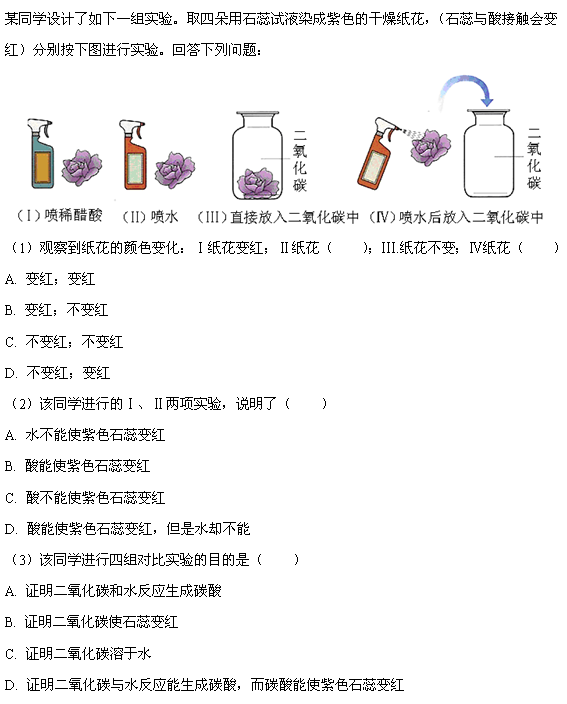 某同学设计了如下一组实验。取四朵用石蕊试液染成紫色的干燥纸花，（石蕊与酸接触会变
红）分别按下图进行实验。回答下列问题：
二氧化碳
二氧化碳
（Ⅰ）喷稀醋酸 （Ⅱ）喷水 （Ⅲ）直接放入二氧化碳中 （Ⅳ）喷水后放入二氧化碳中
（1）观察到纸花的颜色变化：Ⅰ纸花变红；Ⅱ纸花（　　）；Ⅲ.纸花不变；Ⅳ纸花（　　）
A. 变红；变红
B. 变红；不变红
C. 不变红；不变红
D. 不变红；变红
（2）该同学进行的Ⅰ、Ⅱ两项实验，说明了（　　）
A. 水不能使紫色石蕊变红
B. 酸能使紫色石蕊变红
C. 酸不能使紫色石蕊变红
D. 酸能使紫色石蕊变红，但是水却不能
（3）该同学进行四组对比实验的目的是（　　）
A. 证明二氧化碳和水反应生成碳酸
B. 证明二氧化碳使石蕊变红
C. 证明二氧化碳溶于水
D. 证明二氧化碳与水反应能生成碳酸，而碳酸能使紫色石蕊变红